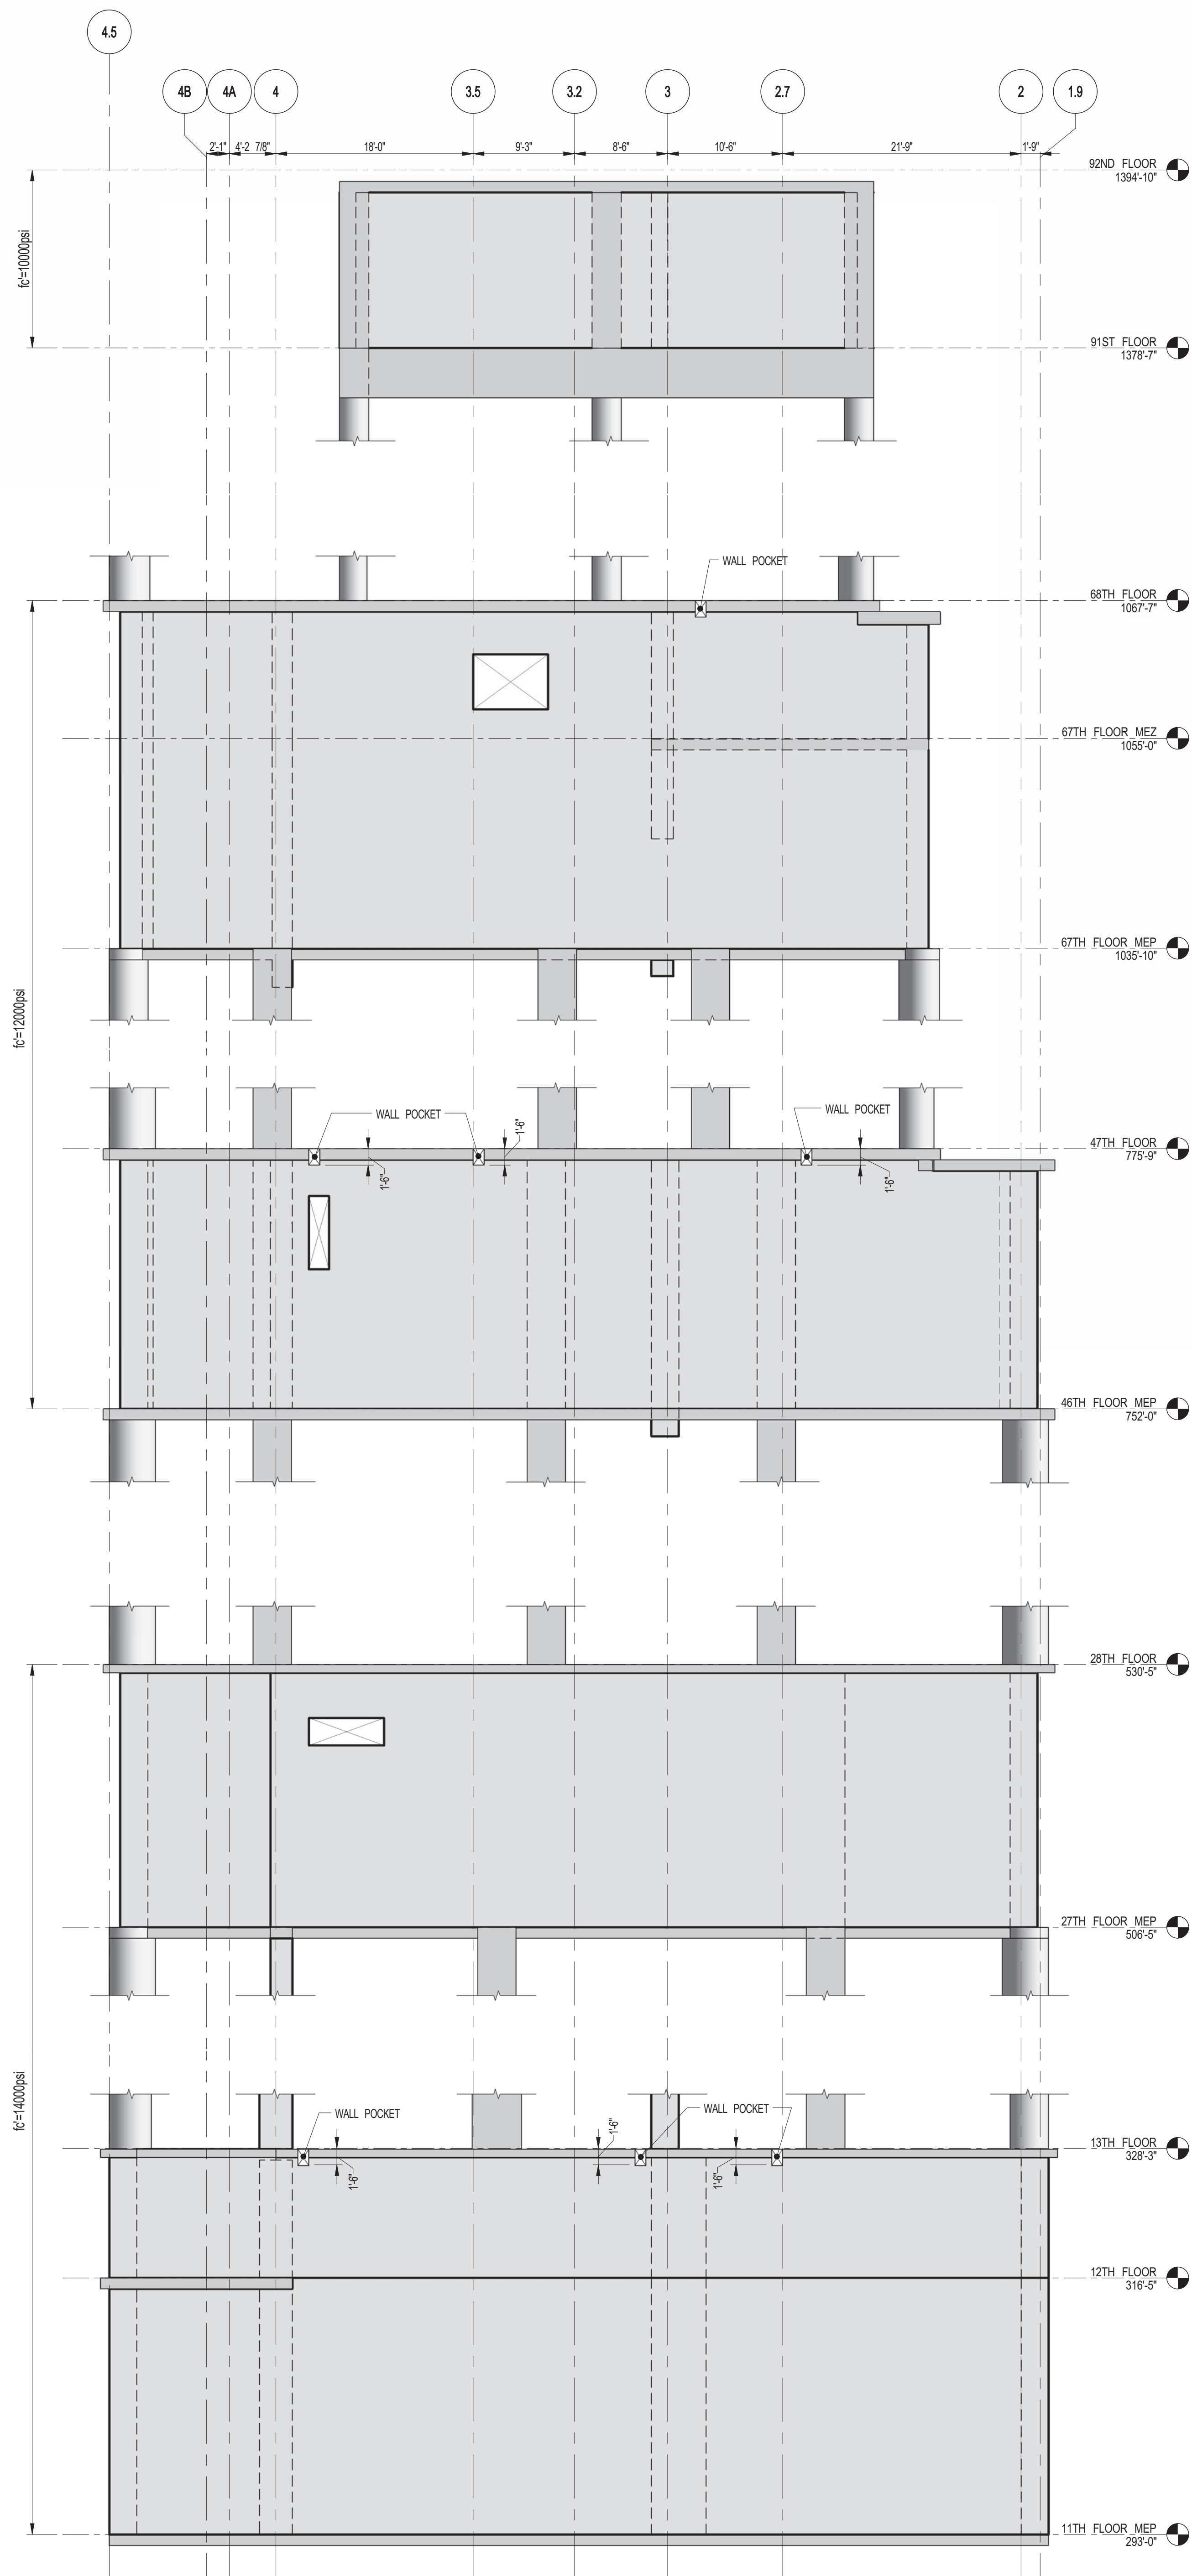 4.5
4B
4A
4
3.5
3.2
3
2.7
2
1.9
2'-1"
4'-2 7/8"
18'-0"
9'-3"
8'-6"
10'-6"
21'-9"
1'-9"
92ND FLOOR
1394'-10"
fc'=10000psi
91ST FLOOR
1378'-7"
WALL POCKET
68TH FLOOR
1067'-7"
67TH FLOOR MEZ
1055'-0"
67TH FLOOR MEP
1035'-10"
fc'=12000psi
WALL POCKET
1'-6"
WALL POCKET
47TH FLOOR
775'-9"
1'-6"
1'-6"
46TH FLOOR MEP
752'-0"
28TH FLOOR
530'-5"
27TH FLOOR MEP
506'-5"
fc'=14000psi
WALL POCKET
1'-6"
WALL POCKET
13TH FLOOR
328'-3"
1'-6"
1'-6"
12TH FLOOR
316'-5"
11TH FLOOR MEP
293'-0"